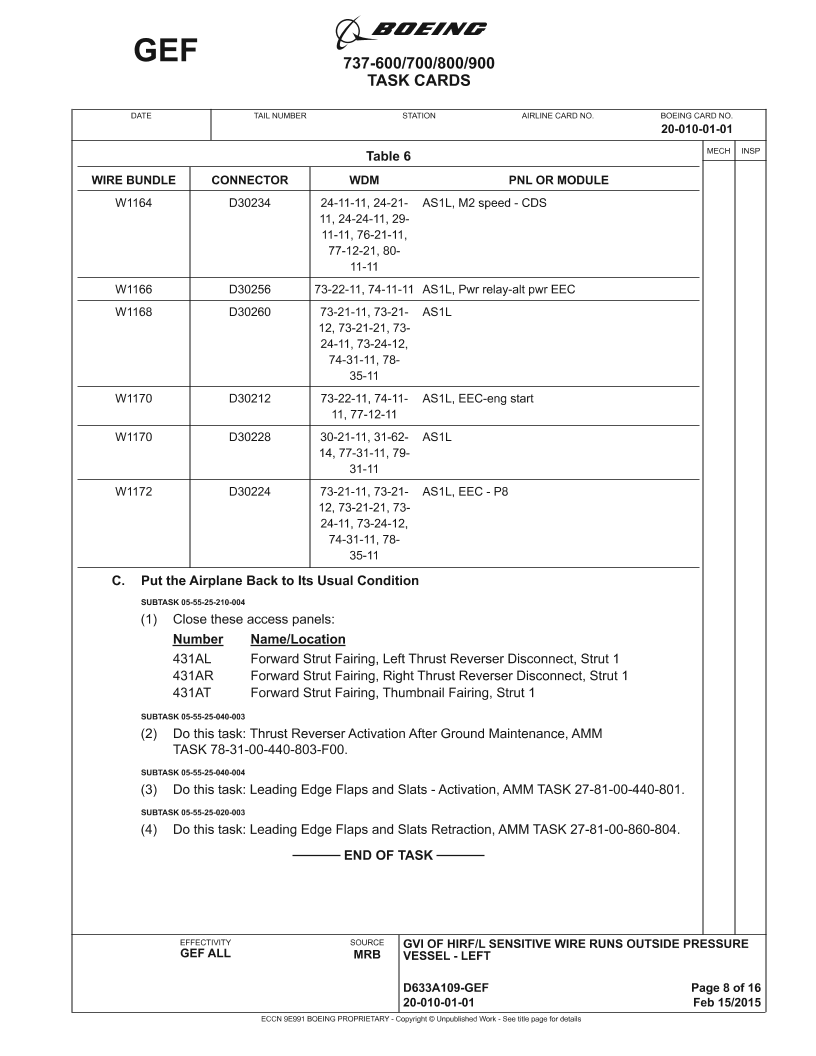 GEF
BOEING
737-600/700/800/900
TASK CARDS
DATE TAIL NUMBER STATION AIRLINE CARD NO. BOEING CARD NO.
20-010-01-01
MECH INSP
Table 6
WIRE BUNDLE CONNECTOR WDM PNL OR MODULE
W1164 D30234 24-11-11, 24-21- AS1L, M2 speed - CDS
11, 24-24-11, 29-
11-11, 76-21-11,
77-12-21, 80-
11-11
W1166 D30256 73-22-11, 74-11-11 AS1L, Pwr relay-alt pwr EEC
W1168 D30260 73-21-11, 73-21- AS1L
12, 73-21-21, 73-
24-11, 73-24-12,
74-31-11, 78-
35-11
W1170 D30212 73-22-11, 74-11- AS1L, EEC-eng start
11, 77-12-11
W1170 D30228 30-21-11, 31-62- AS1L
14, 77-31-11, 79-
31-11
W1172 D30224 73-21-11, 73-21- AS1L, EEC - P8
12, 73-21-21, 73-
24-11, 73-24-12,
74-31-11, 78-
35-11
C. Put the Airplane Back to Its Usual Condition
SUBTASK 05-55-25-210-004
(1) Close these access panels:
Number Name/Location
431AL Forward Strut Fairing, Left Thrust Reverser Disconnect, Strut 1
431AR Forward Strut Fairing, Right Thrust Reverser Disconnect, Strut 1
431AT Forward Strut Fairing, Thumbnail Fairing, Strut 1
SUBTASK 05-55-25-040-003
(2) Do this task: Thrust Reverser Activation After Ground Maintenance, AMM
TASK 78-31-00-440-803-F00.
SUBTASK 05-55-25-040-004
(3) Do this task: Leading Edge Flaps and Slats - Activation, AMM TASK 27-81-00-440-801.
SUBTASK 05-55-25-020-003
(4) Do this task: Leading Edge Flaps and Slats Retraction, AMM TASK 27-81-00-860-804.
END OF TASK
EFFECTIVITY
GEF ALL
SOURCE
MRB
GVI OF HIRF/L SENSITIVE WIRE RUNS OUTSIDE PRESSURE
VESSEL - LEFT
D633A109-GEF Page 8 of 16
20-010-01-01 Feb 15/2015
ECCN 9E991 BOEING PROPRIETARY - Copyright © Unpublished Work - See title page for details